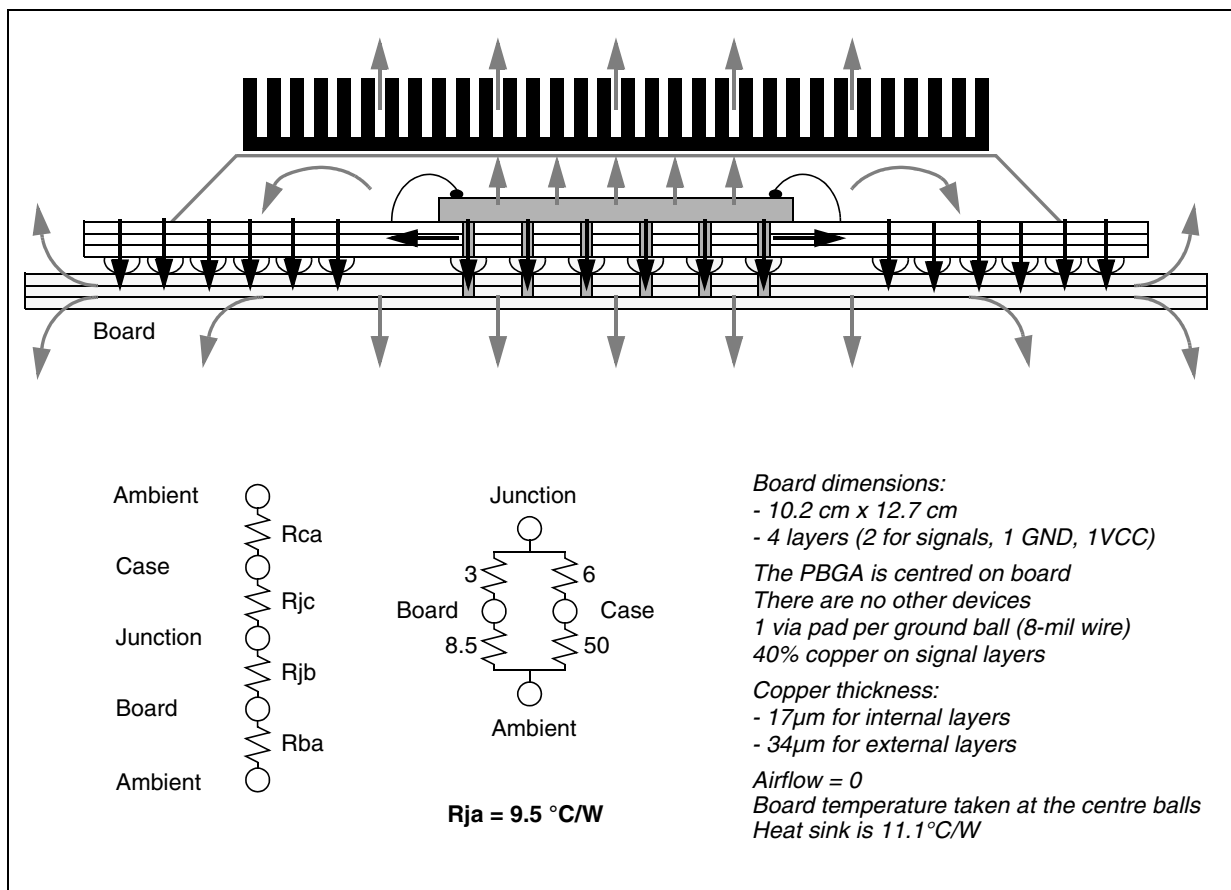 Board
Ambient
Rca
Case
Rjc
Junction
Rjb
Board
Rba
Ambient
Junction
3
6
Board
Case
8.5
50
Ambient
Rja = 9.5 °C/W
Board dimensions:
- 10.2 cm x 12.7 cm
- 4 layers (2 for signals, 1 GND, 1VCC)
The PBGA is centred on board
There are no other devices
1 via pad per ground ball (8-mil wire)
40% copper on signal layers
Copper thickness:
- 17µm for internal layers
- 34µm for external layers
Airflow = 0
Board temperature taken at the centre balls
Heat sink is 11.1°C/W